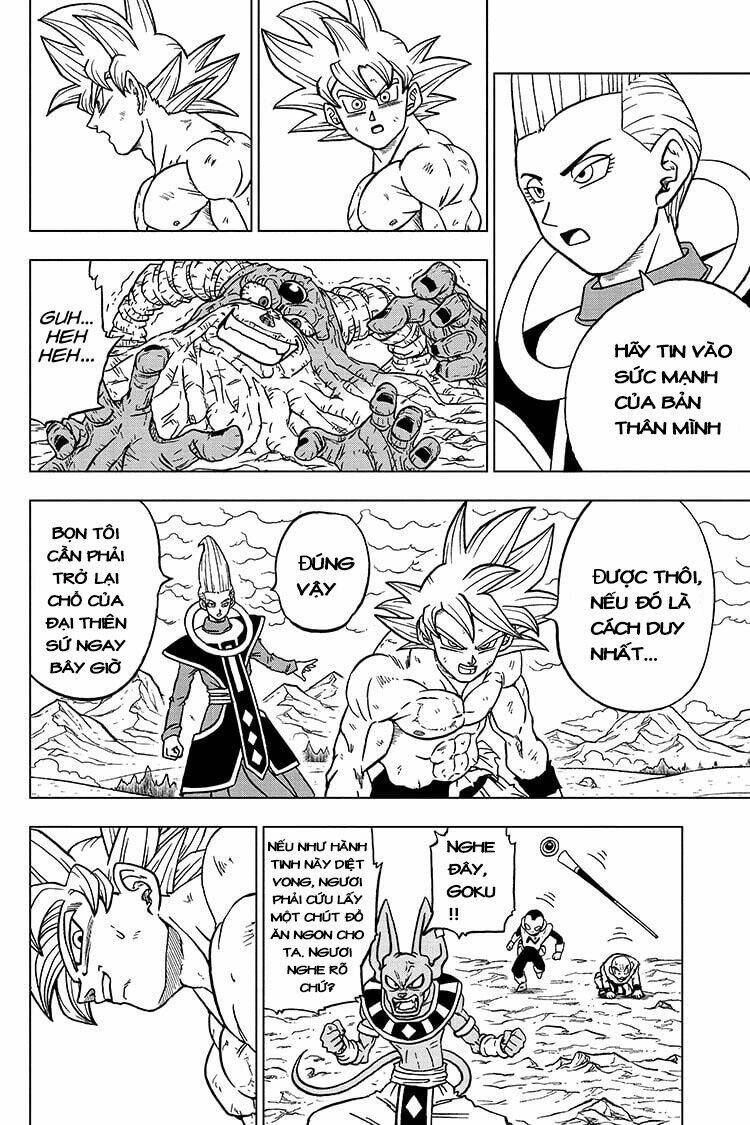 HÃY TIN VÀO
SỨC MẠNH
CỦA BẢN
THÂN MÌNH
GUH...
HEH
HEH...
BỌN TÔI
CẦN PHẢI
TRỞ LẠI
CHỖ CỦA
ĐẠI THIÊN
SỨ NGAY
BÂY GIỜ
ĐÚNG
VẬY
ĐƯỢC THÔI,
NẾU ĐÓ LÀ
CÁCH DUY
NHẤT...
NẾU NHƯ HÀNH
TINH NÀY DIỆT
VONG, NGƯƠI
PHẢI CỨU LẤY
MỘT CHÚT ĐỒ
ĂN NGON CHO
TA. NGƯƠI
NGHE RÕ
CHỨ?
NGHE
ĐÂY,
GOKU
!!